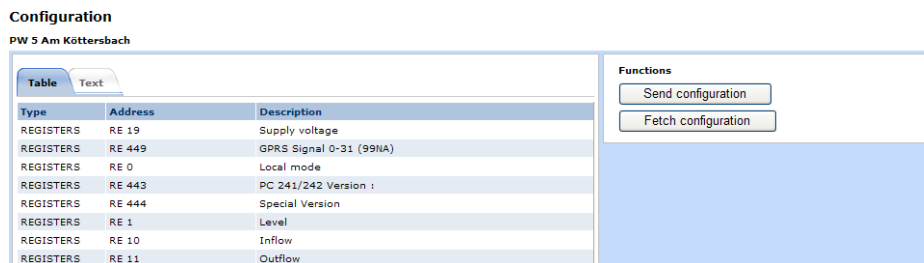 Configuration
PW 5 Am Köttersbach
Table Text
Type Address Description
REGISTERS RE 19 Supply voltage
REGISTERS RE 449 GPRS Signal 0-31 (99NA)
REGISTERS RE 0 Local mode
REGISTERS RE 443 PC 241/242 Version :
REGISTERS RE 444 Special Version
REGISTERS RE 1 Level
REGISTERS RE 10 Inflow
REGISTERS RE 11 Outflow
Functions
Send configuration
Fetch configuration